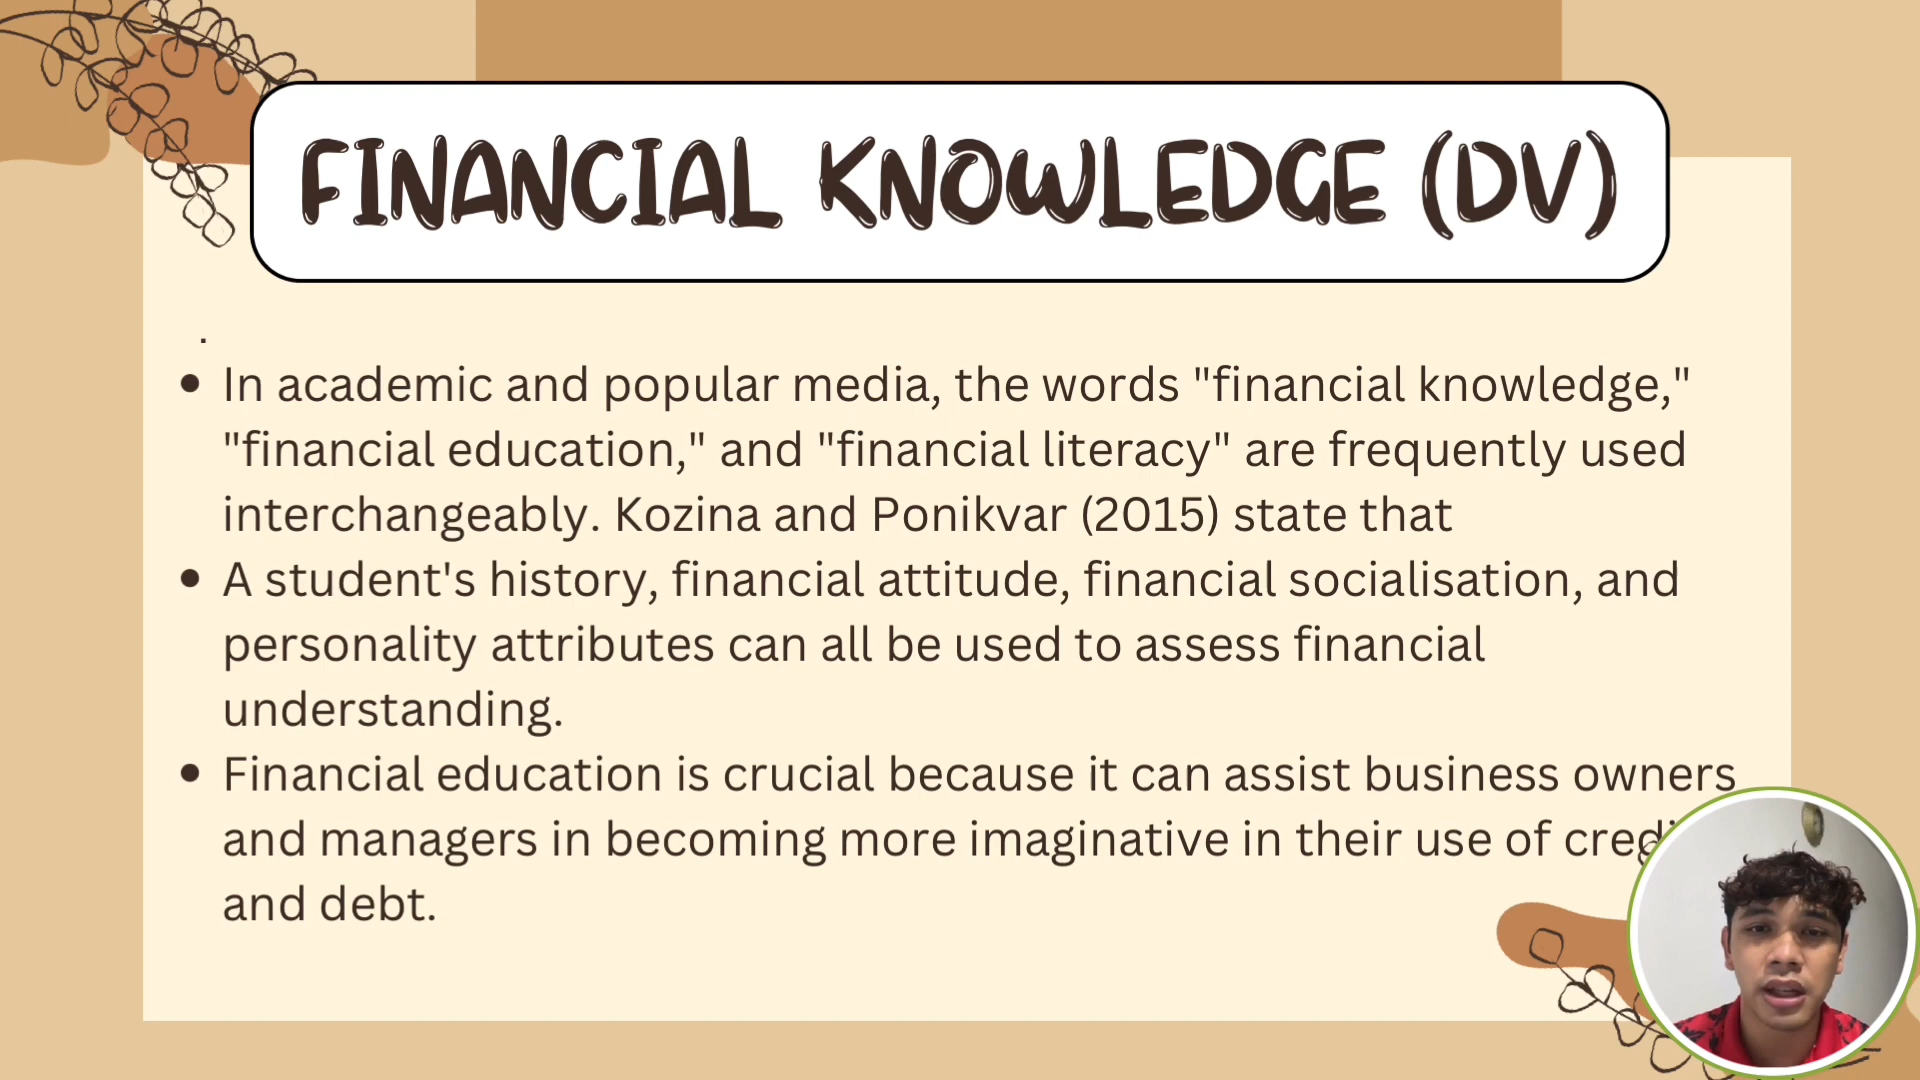 FINANCIAL KNOWLEDGE (DV)
.
• In academic and popular media, the words "financial knowledge,"
"financial education," and "financial literacy" are frequently used
interchangeably. Kozina and Ponikvar (2015) state that
• A student's history, financial attitude, financial socialisation, and
personality attributes can all be used to assess financial
understanding.
• Financial education is crucial because it can assist business owners
and managers in becoming more imaginative in their use of
and debt.